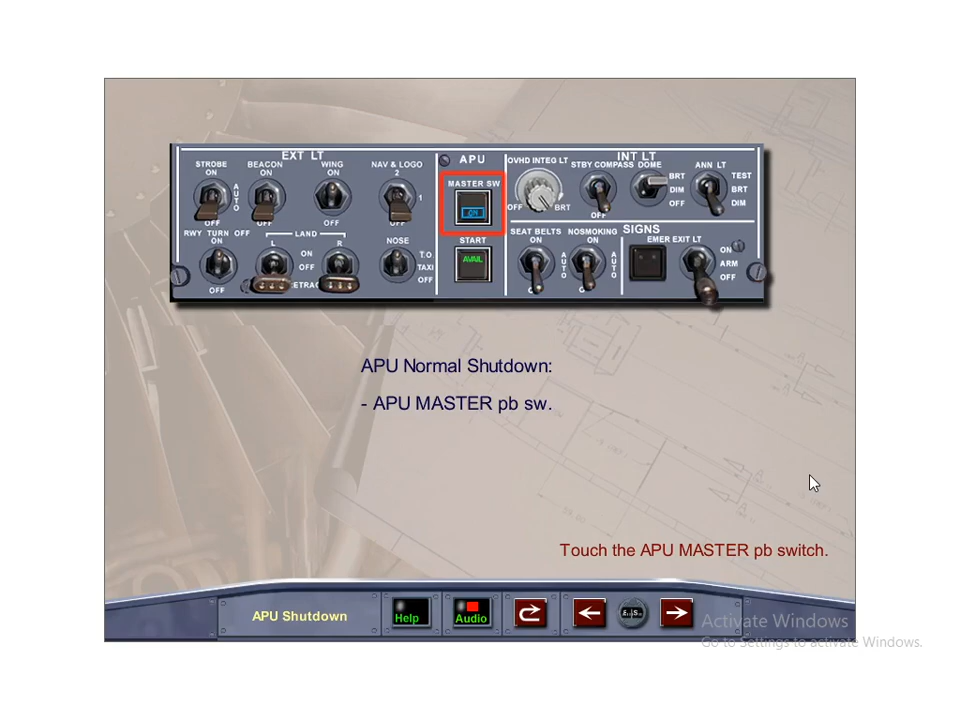 EXT LT
APU
INT LT
STROBE
ON
AUTO
OFF
BEACON
ON
OFF
WING
ON
OFF
NAV & LOGO
2
1
OFF
MASTER SW
ON
OVHD INTEG LT
OFF
BRT
STBY COMPASS
OFF
DOME
BRT
DIM
OFF
ANN LT
TEST
BRT
DIM
RWY TURN OFF
ON
OFF
LAND
L
R
ON
OFF
NOSE
T.O
TAXI
OFF
START
AVAIL
SEAT BELTS
ON
AUTO
NOSMOKING
ON
AUTO
SIGNS
EMER EXIT LT
ON
ARM
OFF
APU Normal Shutdown:
- APU MASTER pb sw.
Touch the APU MASTER pb switch.
APU Shutdown
Help
Audio
Activate Windows
Go to Settings to activate Windows.